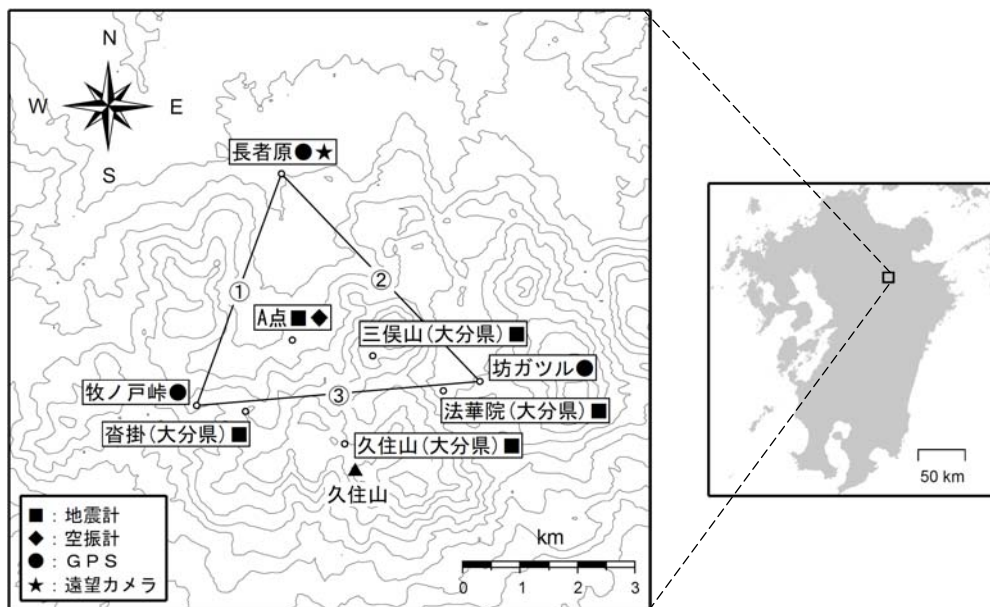 N
W
E
S
長者原●★
①
②
A点■◆
三俣山(大分県)■
坊ガツル●
牧ノ戸峠●
③
法華院(大分県)■
沓掛(大分県)■
久住山(大分県)■
久住山
■:地震計
◆:空振計
●:GPS
★:遠望カメラ
km
0 1 2 3
50 km